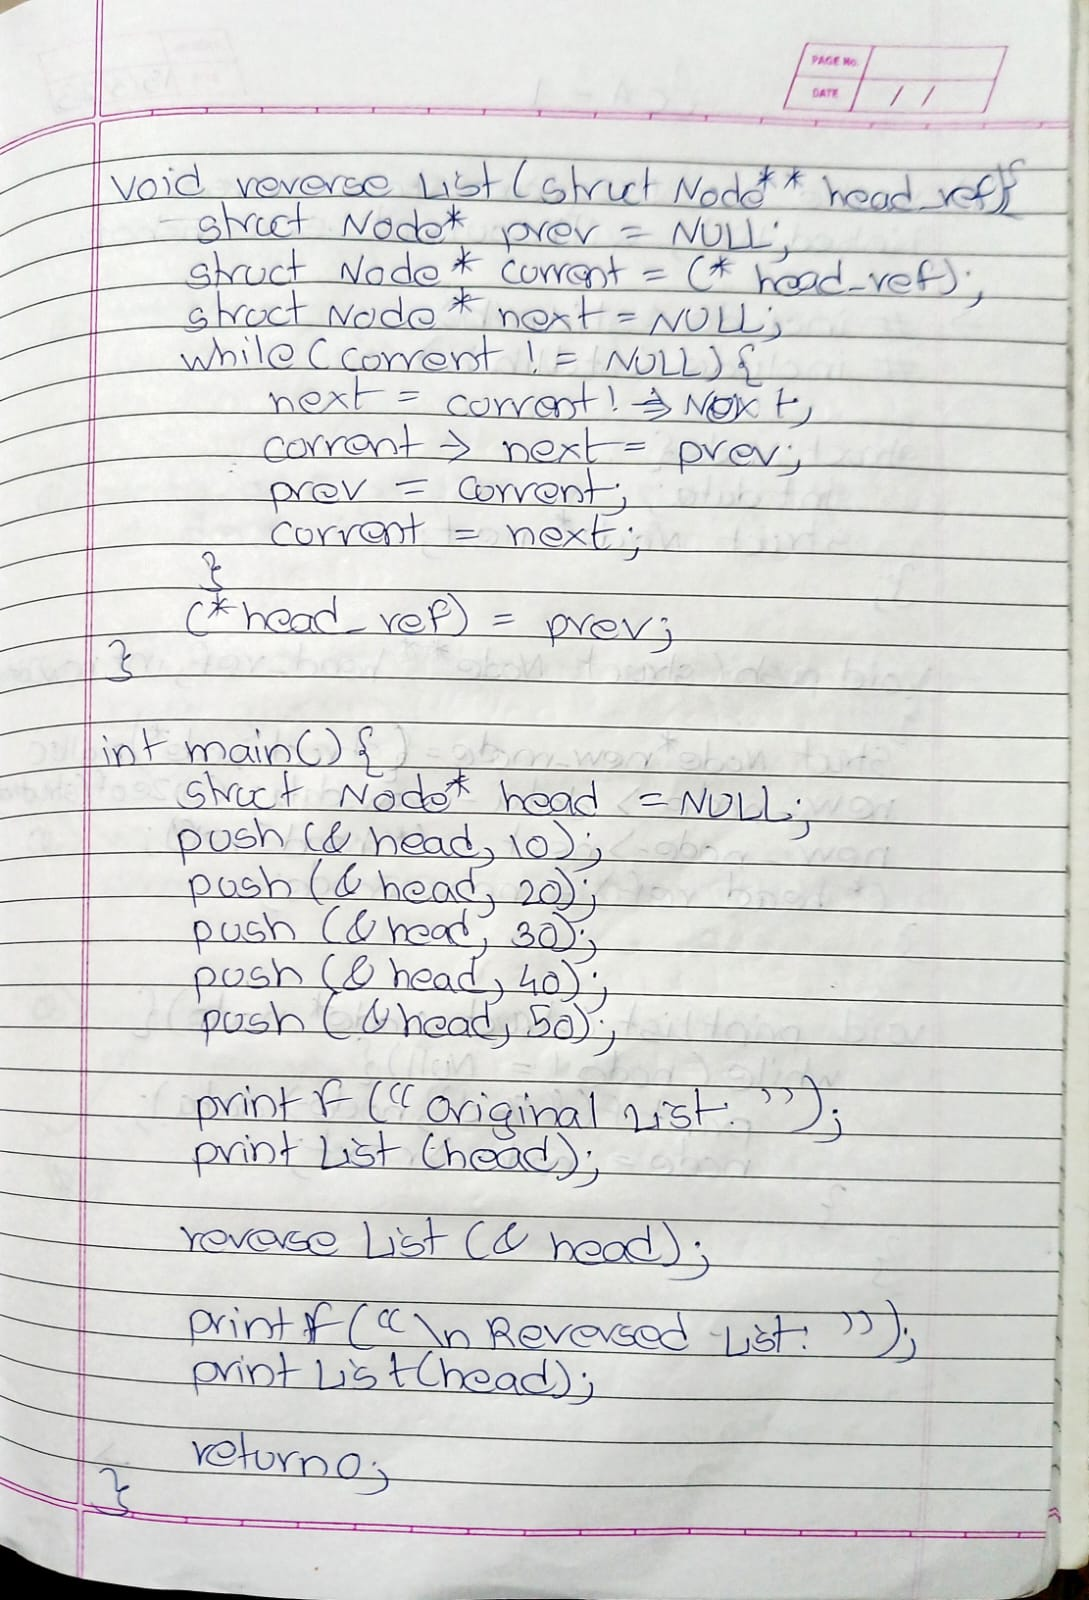 PAGE No.
DATE / /
void reverse List (struct Node** head_ref){
struct Node* prev = NULL;
struct Node* current = (* head_ref);
struct Node* next = NULL;
while (current != NULL) {
next = current! → Next;
current → next = prev;
prev = current;
current = next;
}
(*head_ref) = prev;
}
int main() {
struct Node* head = NULL;
push (& head, 10);
push (& head, 20);
push (& head, 30);
push (& head, 40);
push (& head, 50);
printf (“Original List: ”);
print List (head);
reverse List (& head);
printf (“\n Reversed List: ”);
print List(head);
return0;
}